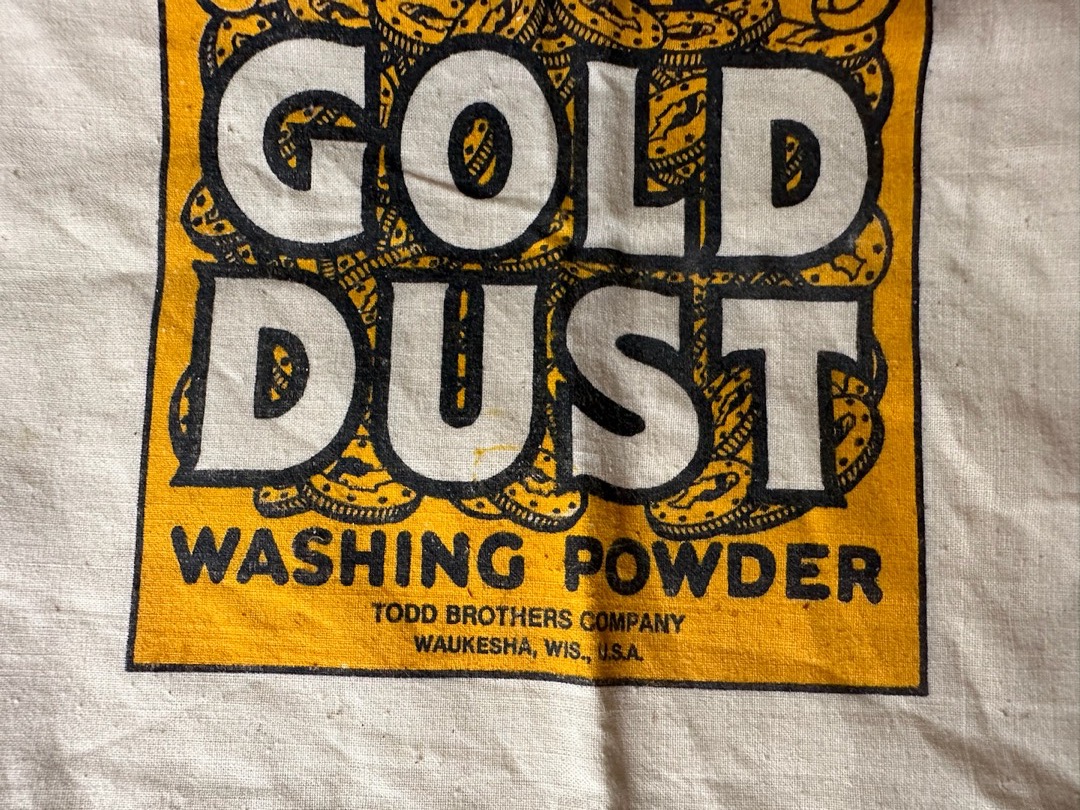 GOLD
DUST
WASHING POWDER
TODD BROTHERS COMPANY
WAUKESHA, WIS., U.S.A.